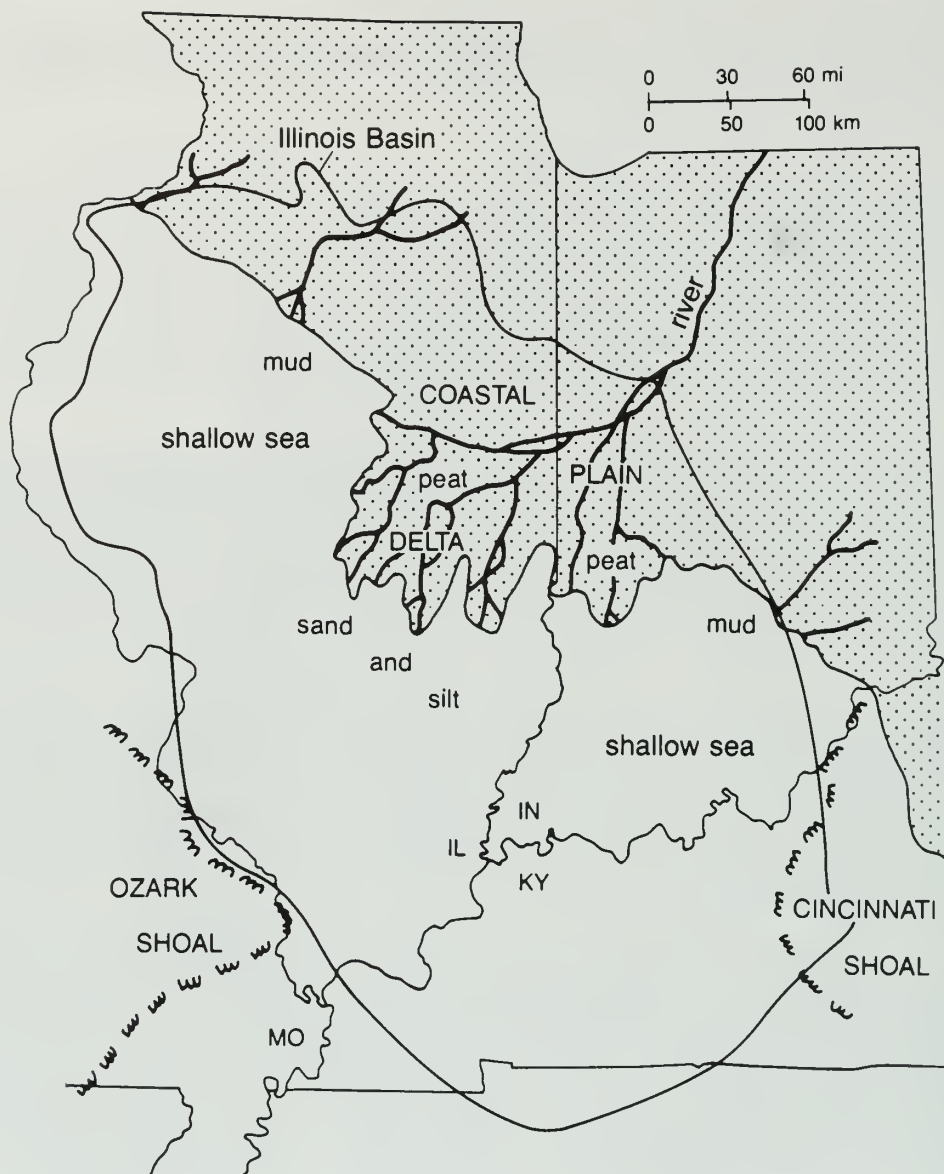 0 30 60 mi
0 50 100 km
Illinois Basin
river
mud
COASTAL
shallow sea
peat
PLAIN
DELTA
peat
sand
mud
and
silt
shallow sea
IN
IL
KY
OZARK
CINCINNATI
SHOAL
SHOAL
MO